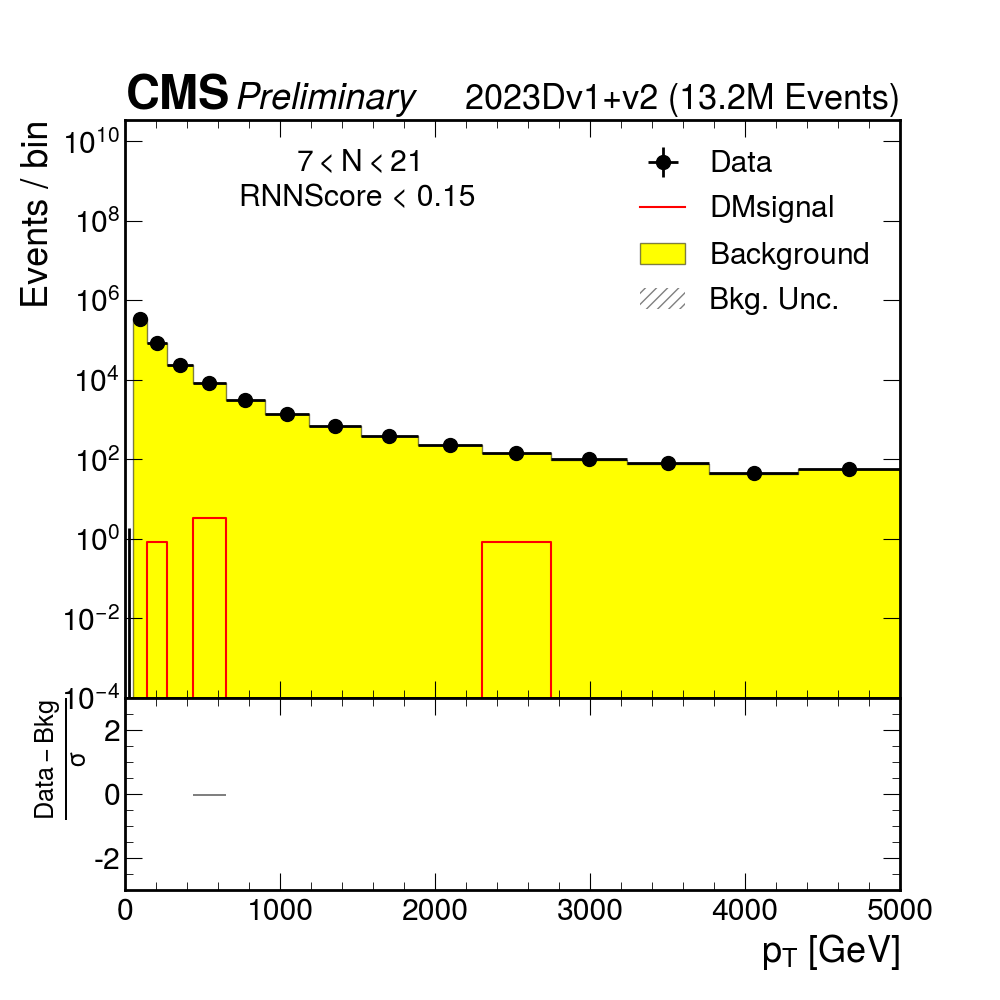 CMS Preliminary 2023Dv1+v2 (13.2M Events)
Events / bin
10^10
10^8
10^6
10^4
10^2
10^0
10^−2
10^−4
7 < N < 21
RNNScore < 0.15
Data
DMsignal
Background
Bkg. Unc.
Data – Bkg
σ
2
0
-2
0 1000 2000 3000 4000 5000
p_T [GeV]